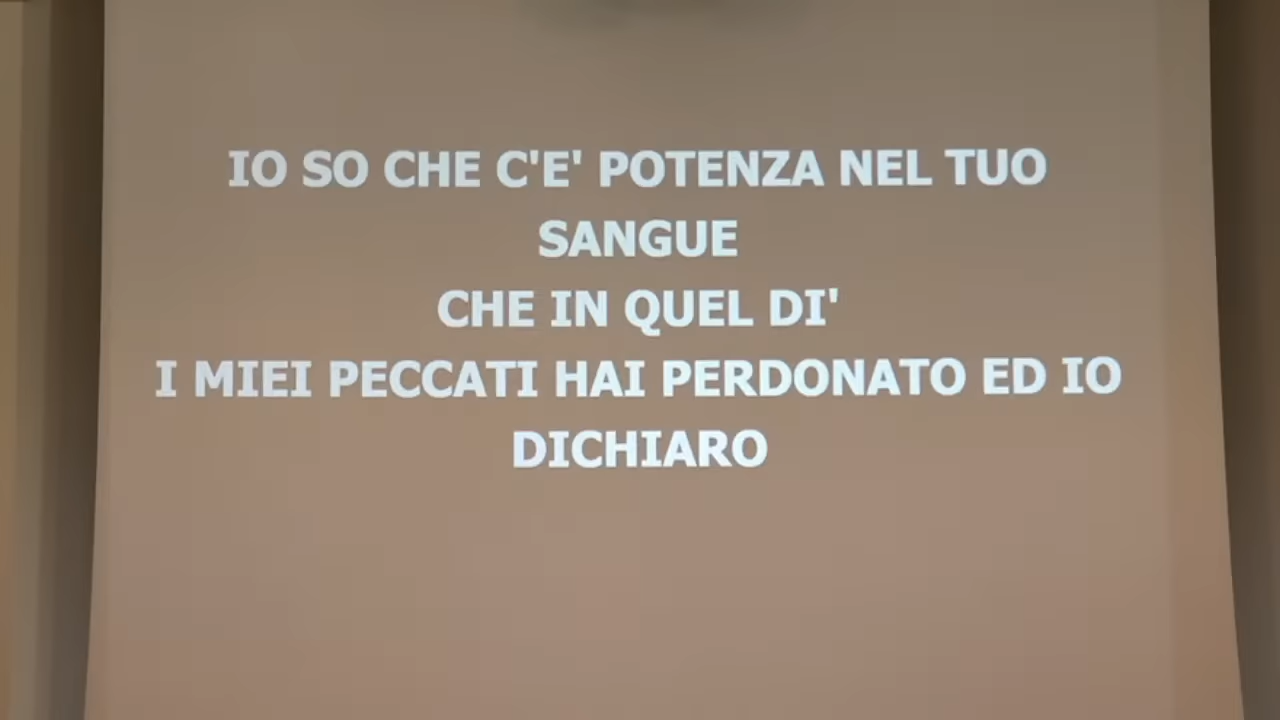 IO SO CHE C'E' POTENZA NEL TUO
SANGUE
CHE IN QUEL DI'
I MIEI PECCATI HAI PERDONATO ED IO
DICHIARO